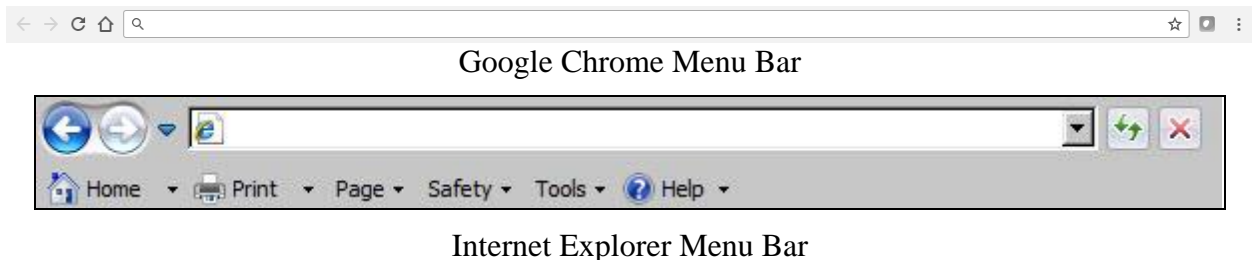 Google Chrome Menu Bar
Home Print Page Safety Tools Help
Internet Explorer Menu Bar